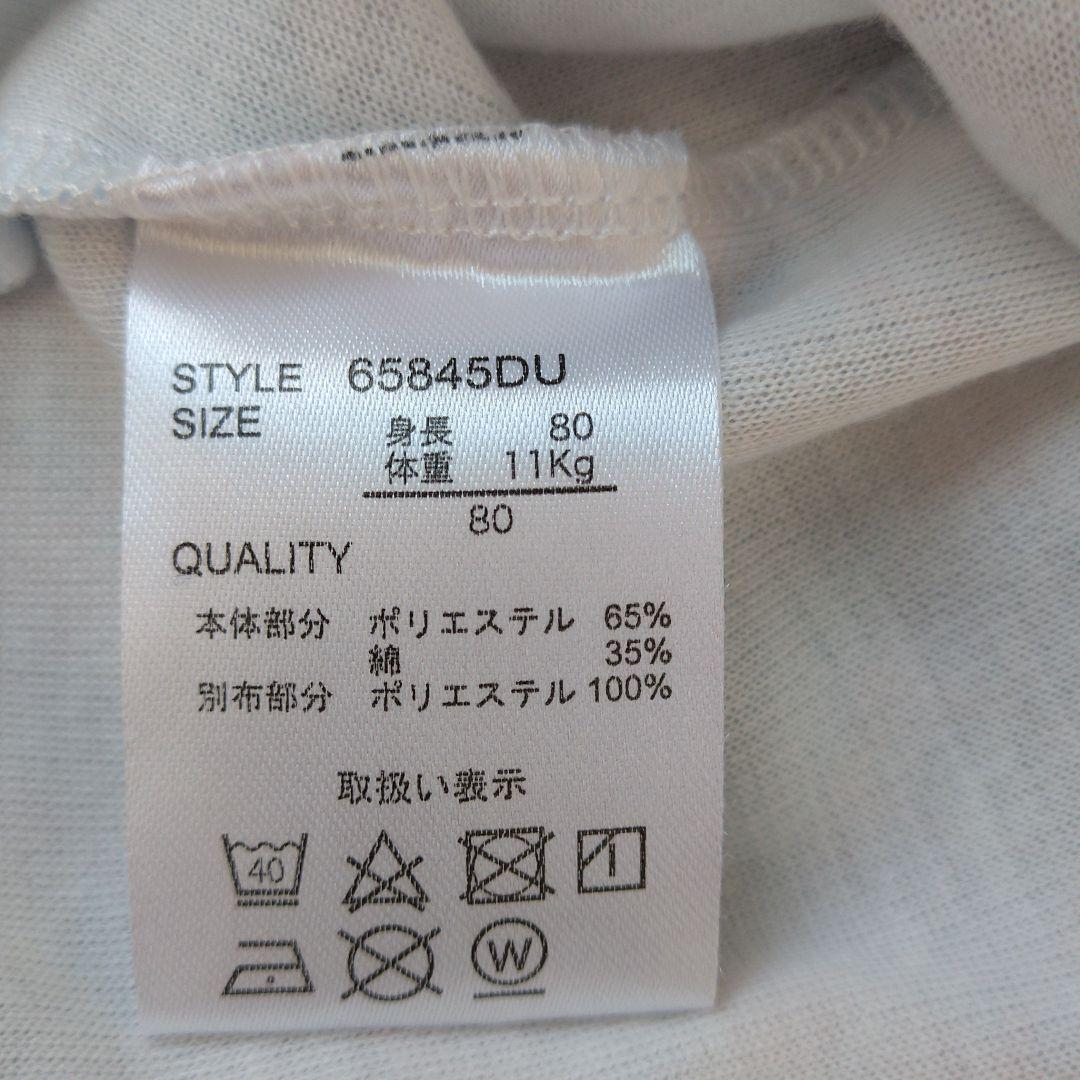 STYLE 65845DU
SIZE
身長 80
体重 11Kg
80
QUALITY
本体部分 ポリエステル 65%
綿 35%
別布部分 ポリエステル 100%
取扱い表示
40
W